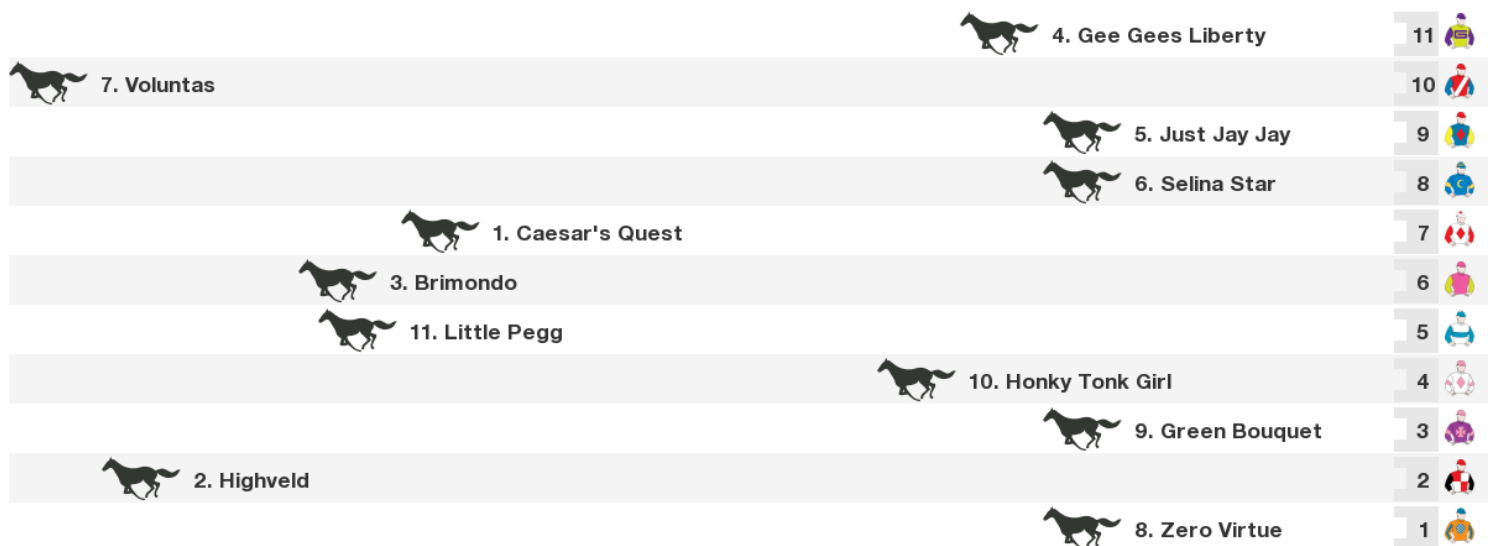 4. Gee Gees Liberty 11
7. Voluntas 10
5. Just Jay Jay 9
6. Selina Star 8
1. Caesar's Quest 7
3. Brimondo 6
11. Little Pegg 5
10. Honky Tonk Girl 4
9. Green Bouquet 3
2. Highveld 2
8. Zero Virtue 1